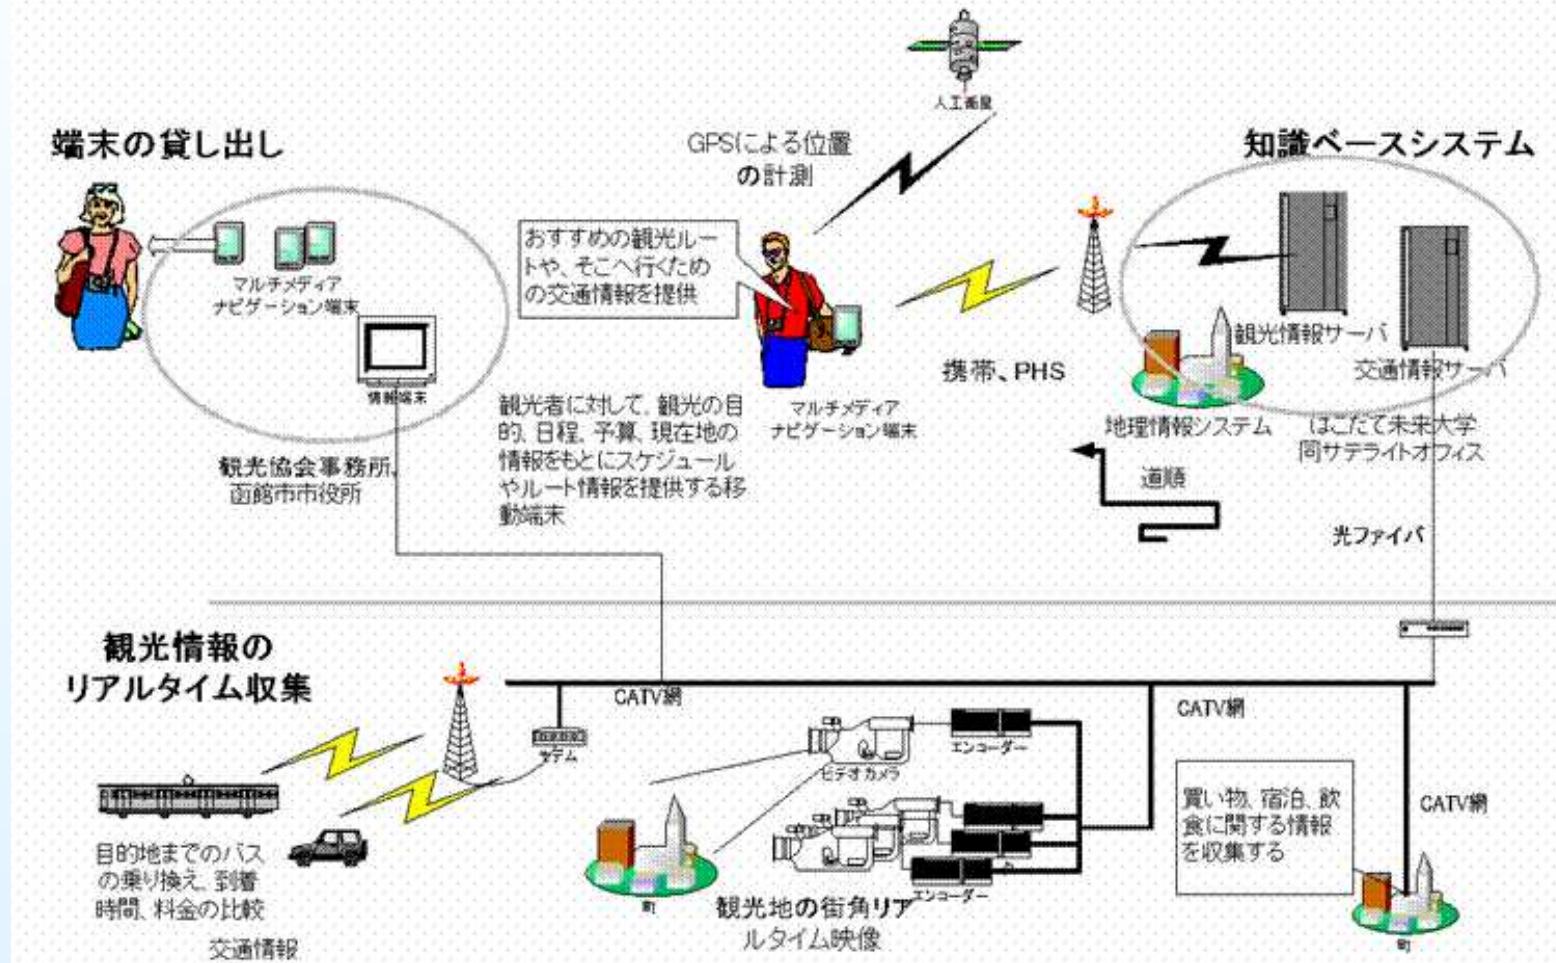 人工衛星
端末の貸し出し
GPSによる位置
の計測
知識ベースシステム
マルチメディア
ナビゲーション端末
情報端末
観光協会事務所、
函館市市役所
おすすめの観光ルー
トや、そこへ行くため
の交通情報を提供
観光者に対して、観光の目
的、日程、予算、現在地の
情報をもとにスケジュール
やルート情報を提供する移
動端末
マルチメディア
ナビゲーション端末
携帯、PHS
観光情報サーバ
交通情報サーバ
地理情報システム
はこだて未来大学
同サテライトオフィス
道順
光ファイバ
観光情報の
リアルタイム収集
CATV網
モデム
ビデオカメラ
エンコーダー
CATV網
買い物、宿泊、飲
食に関する情報
を収集する
CATV網
目的地までのバス
の乗り換え、到着
時間、料金の比較
交通情報
町
エンコーダー
観光地の街角リア
ルタイム映像
町